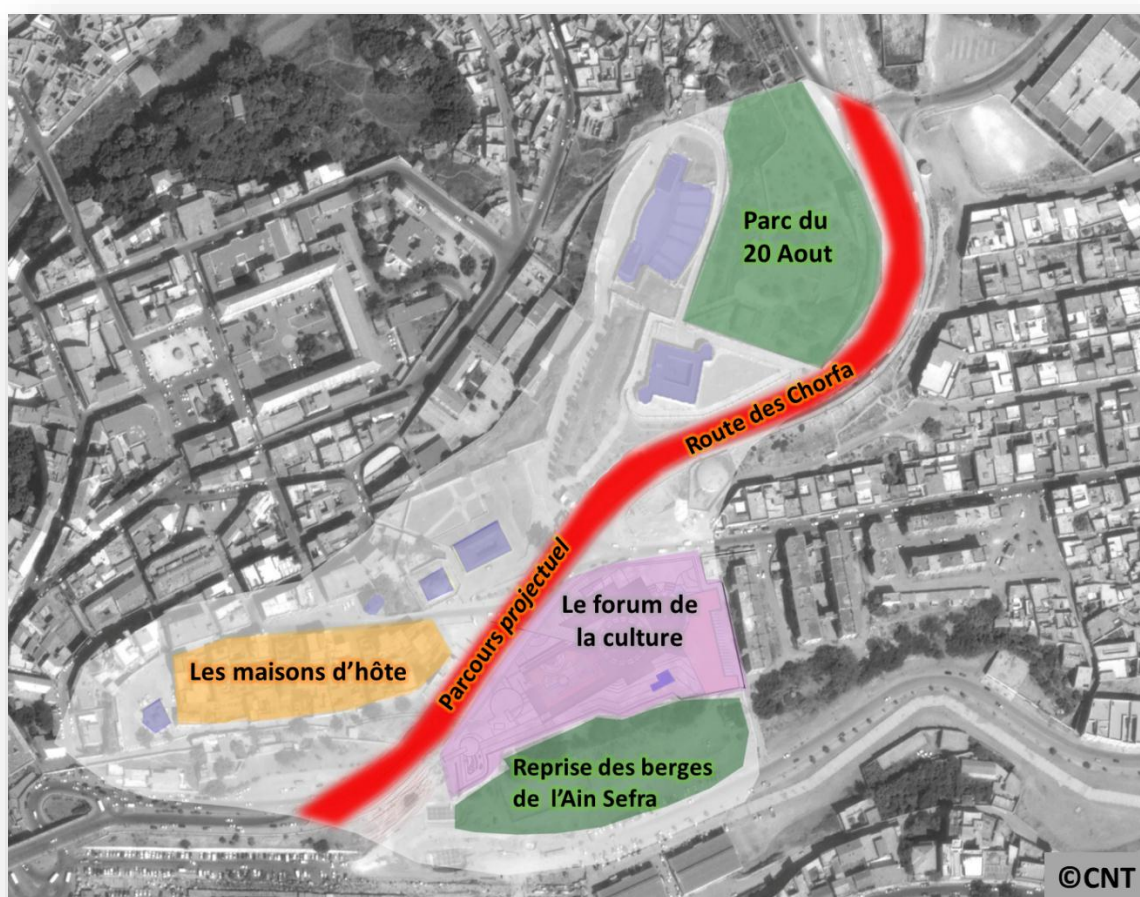 Parc du
20 Aout
Route des Chorfa
Parcours projectuel
Le forum de
la culture
Les maisons d'hôte
Reprise des berges
de l'Ain Sefra
©CNT